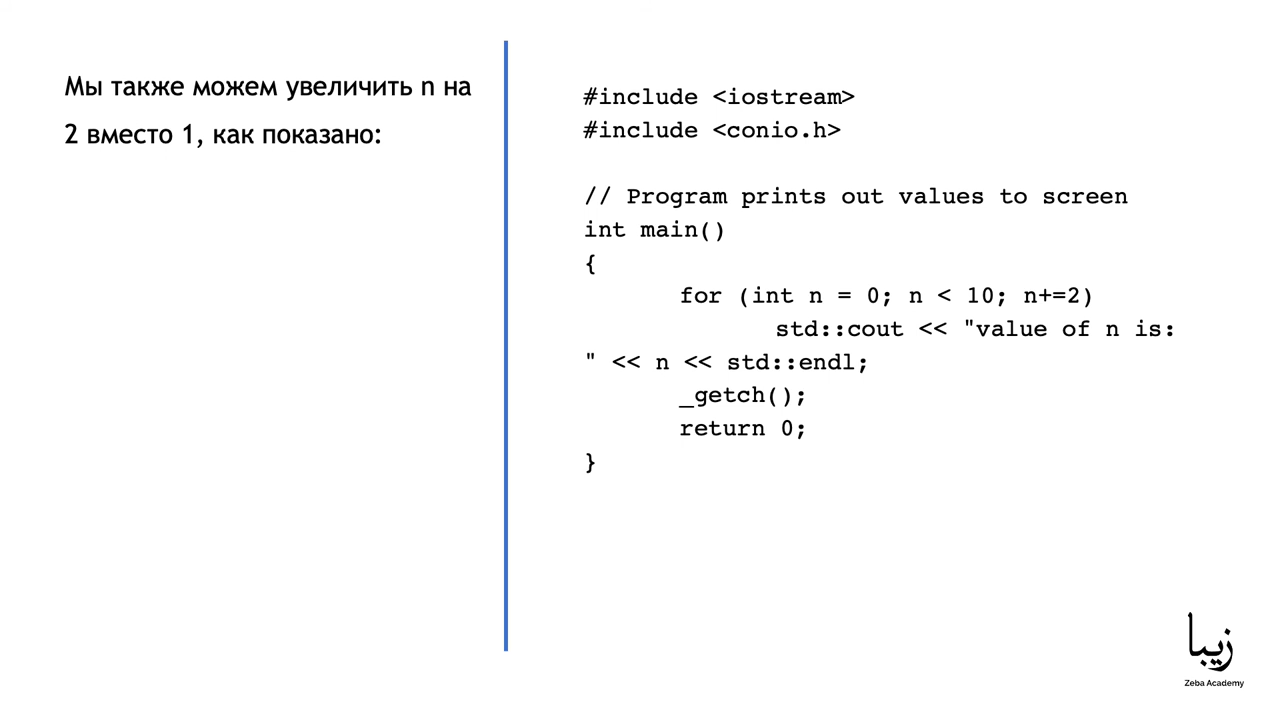 Мы также можем увеличить n на
2 вместо 1, как показано:
#include <iostream>
#include <conio.h>
// Program prints out values to screen
int main()
{
for (int n = 0; n < 10; n+=2)
std::cout << "value of n is:
" << n << std::endl;
_getch();
return 0;
}
زیبا
Zeba Academy